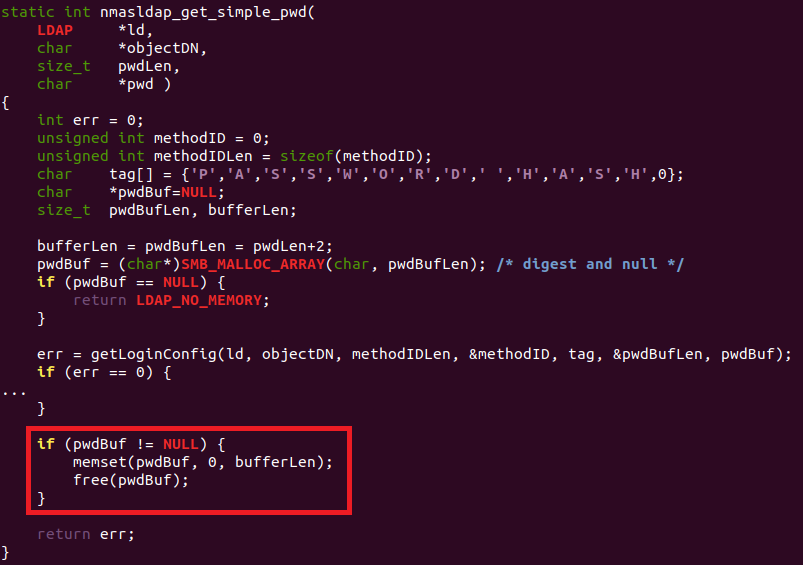 static int nmasldap_get_simple_pwd(
    LDAP     *ld,
    char     *objectDN,
    size_t   pwdLen,
    char     *pwd )
{
    int err = 0;
    unsigned int methodID = 0;
    unsigned int methodIDLen = sizeof(methodID);
    char    tag[] = {'P','A','S','S','W','O','R','D',' ','H','A','S','H',0};
    char    *pwdBuf=NULL;
    size_t  pwdBufLen, bufferLen;

    bufferLen = pwdBufLen = pwdLen+2;
    pwdBuf = (char*)SMB_MALLOC_ARRAY(char, pwdBufLen); /* digest and null */
    if (pwdBuf == NULL) {
        return LDAP_NO_MEMORY;
    }

    err = getLoginConfig(ld, objectDN, methodIDLen, &methodID, tag, &pwdBufLen, pwdBuf);
    if (err == 0) {
...
    }

    if (pwdBuf != NULL) {
        memset(pwdBuf, 0, bufferLen);
        free(pwdBuf);
    }

    return err;
}